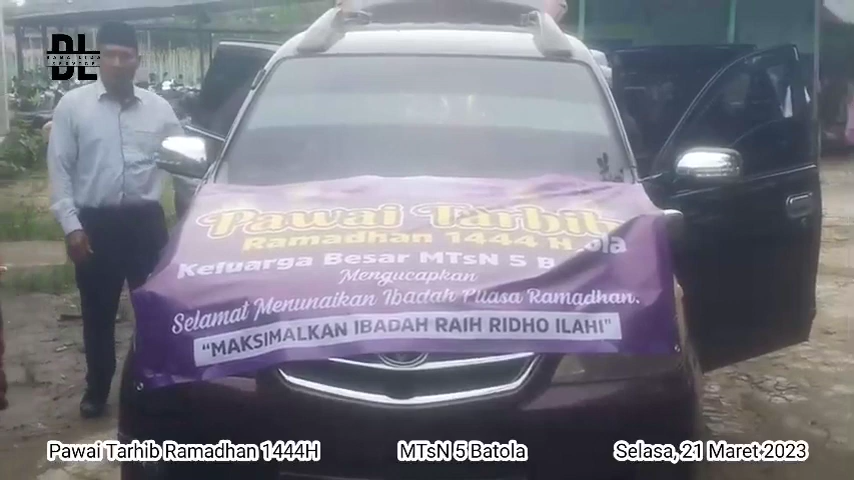 DL
Pawai Tarhib
Ramadhan 1444 H
Keluarga Besar MTsN 5 B ola
Mengucapkan
Selamat Menunaikan Ibadah Puasa Ramadhan.
"MAKSIMALKAN IBADAH RAIH RIDHO ILAHI"
Pawai Tarhib Ramadhan 1444H MTsN 5 Batola Selasa, 21 Maret 2023